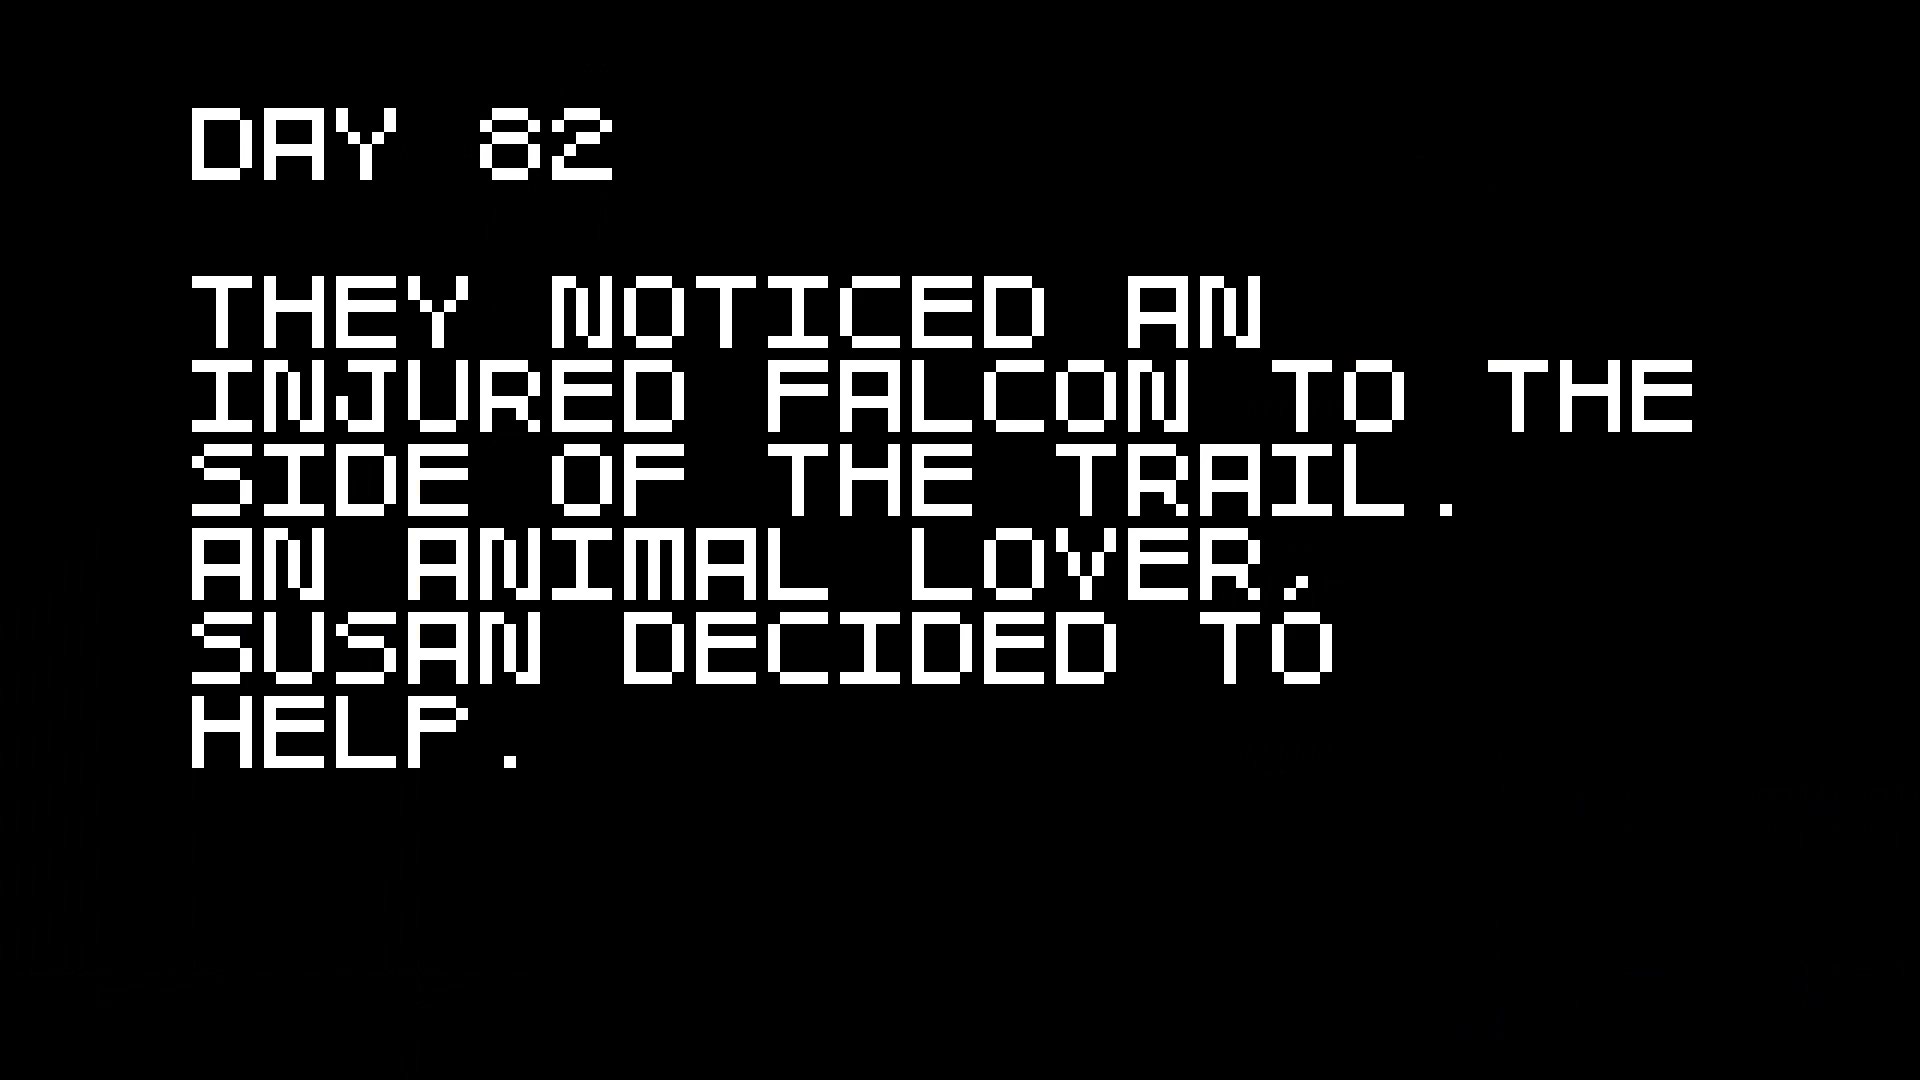 DAY 82
THEY NOTICED AN
INJURED FALCON TO THE
SIDE OF THE TRAIL.
AN ANIMAL LOVER,
SUSAN DECIDED TO
HELP.